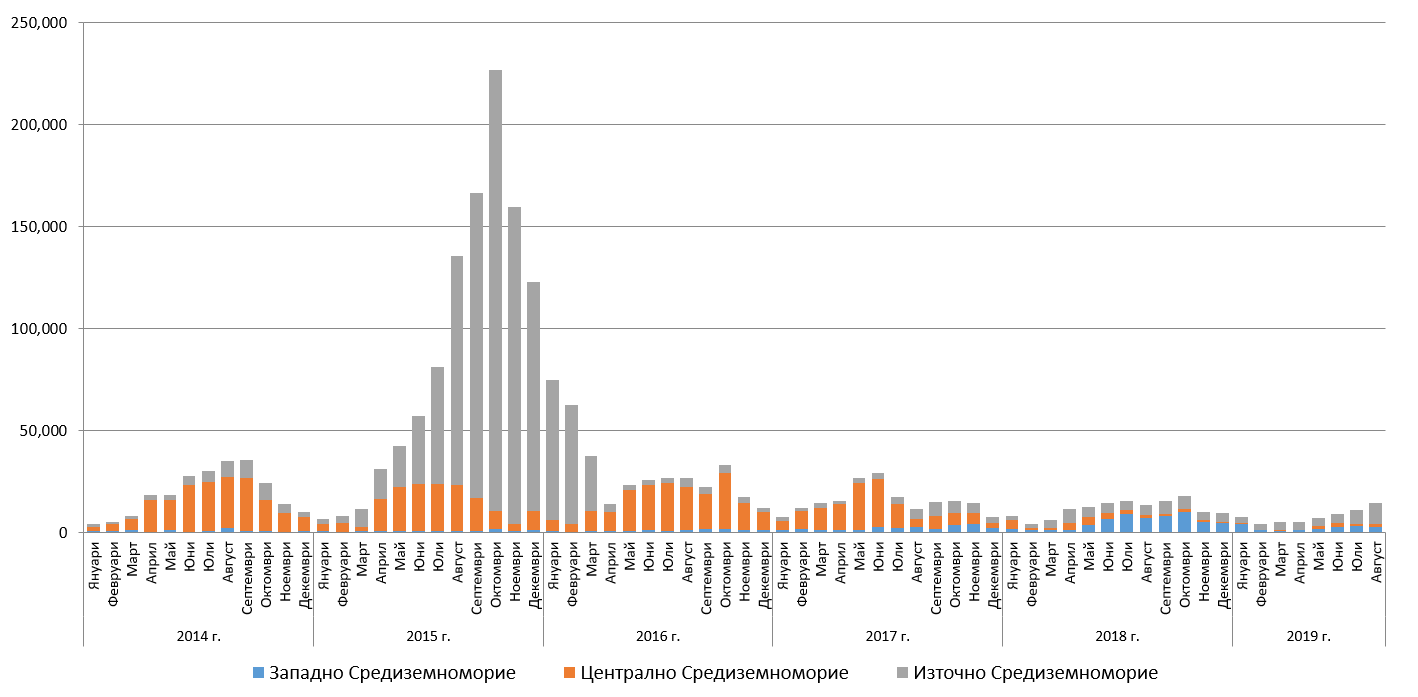 250,000
200,000
150,000
100,000
50,000
0
Януари Февруари Март Април Май Юни Юли Август Септември Октомври Ноември Декември Януари Февруари Март Април Май Юни Юли Август Септември Октомври Ноември Декември Януари Февруари Март Април Май Юни Юли Август Септември Октомври Ноември Декември Януари Февруари Март Април Май Юни Юли Август Септември Октомври Ноември Декември Януари Февруари Март Април Май Юни Юли Август Септември Октомври Ноември Декември Януари Февруари Март Април Май Юни Юли Август
2014 г. 2015 г. 2016 г. 2017 г. 2018 г. 2019 г.
Западно Средиземноморие Централно Средиземноморие Източно Средиземноморие